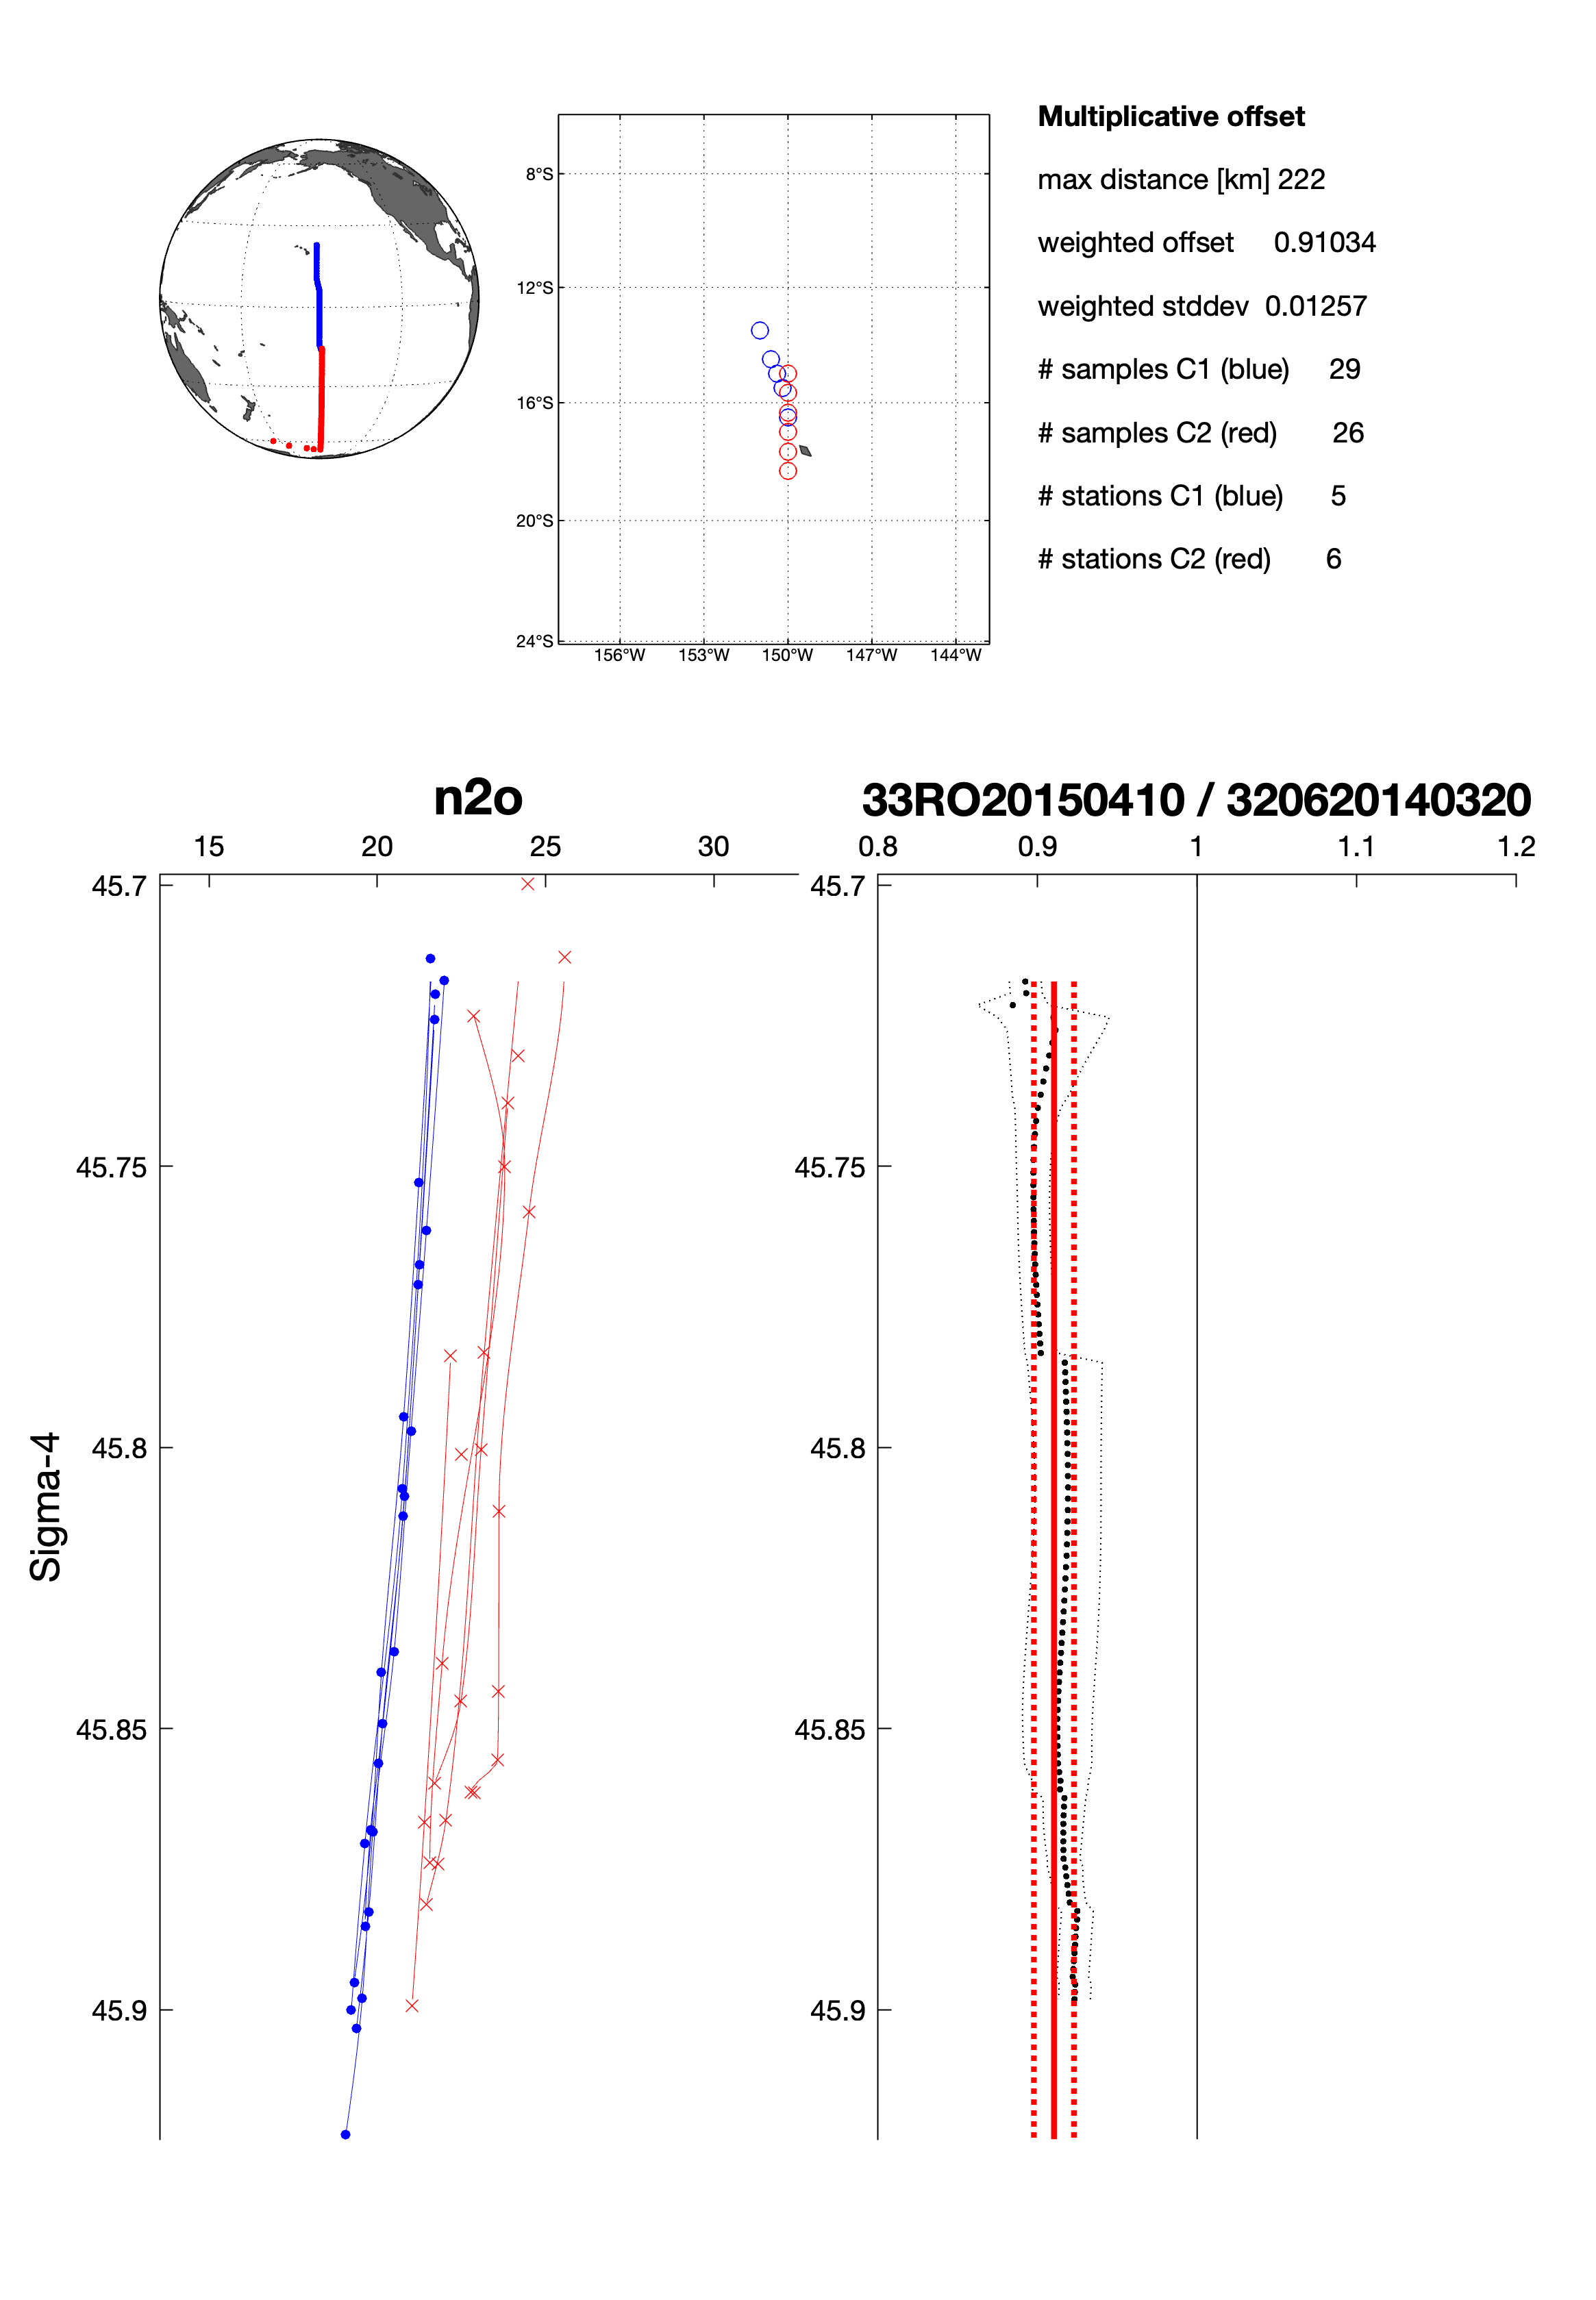 Multiplicative offset
max distance [km] 222
weighted offset 0.91034
weighted stddev 0.01257
# samples C1 (blue) 29
# samples C2 (red) 26
# stations C1 (blue) 5
# stations C2 (red) 6
8°S
12°S
16°S
20°S
24°S
156°W 153°W 150°W 147°W 144°W
n2o
15 20 25 30
45.7
45.75
45.8
45.85
45.9
Sigma-4
33RO20150410 / 320620140320
0.8 0.9 1 1.1 1.2
45.7
45.75
45.8
45.85
45.9